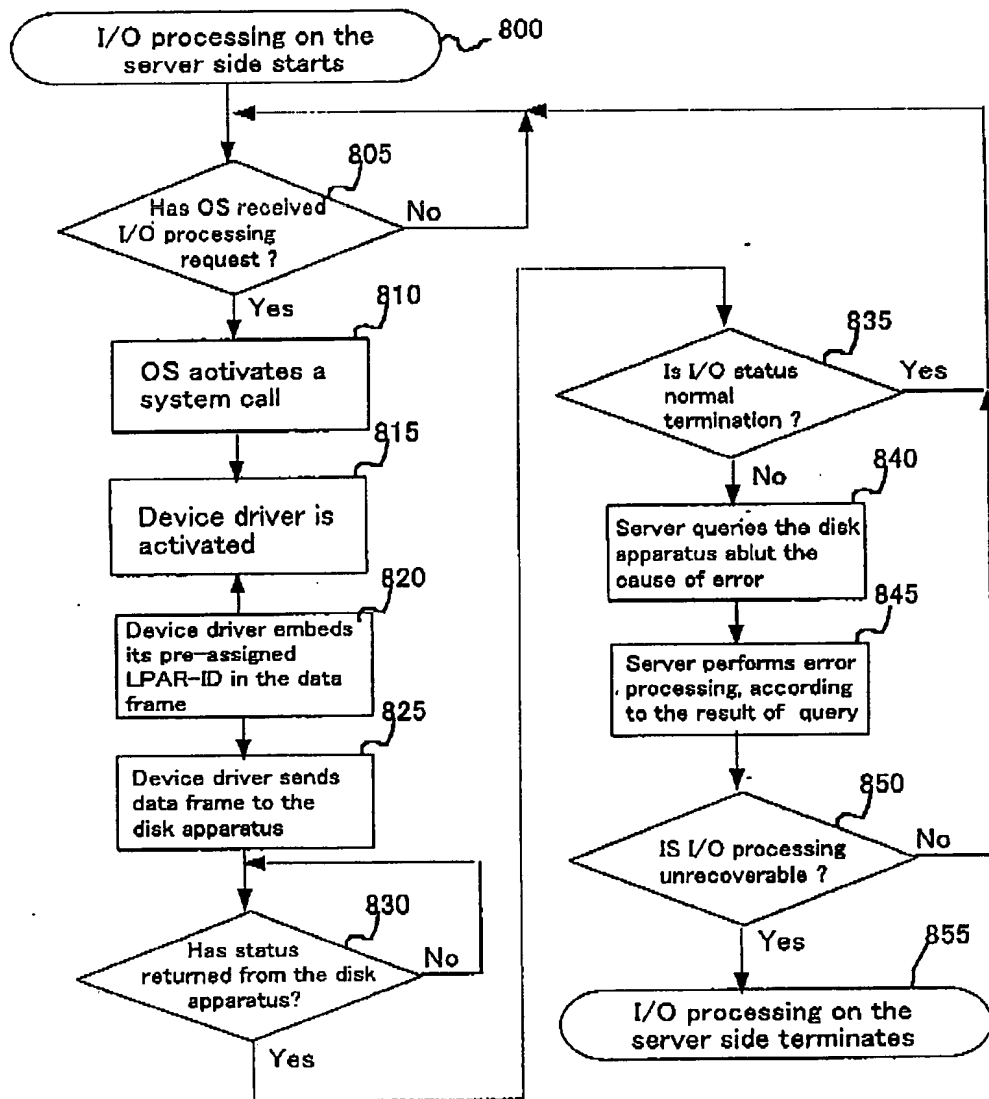 I/O processing on the
server side starts
800
805
Has OS received
I/O processing
request ?
No
Yes
810
OS activates a
system call
815
Device driver is
activated
820
Device driver embeds
its pre-assigned
LPAR-ID in the data
frame
825
Device driver sends
data frame to the
disk apparatus
830
Has status
returned from the disk
apparatus?
No
Yes
835
Is I/O status
normal
termination ?
Yes
No
840
Server queries the disk
apparatus ablut the
cause of error
845
Server performs error
processing, according
to the result of query
850
IS I/O processing
unrecoverable ?
No
Yes
855
I/O processing on the
server side terminates